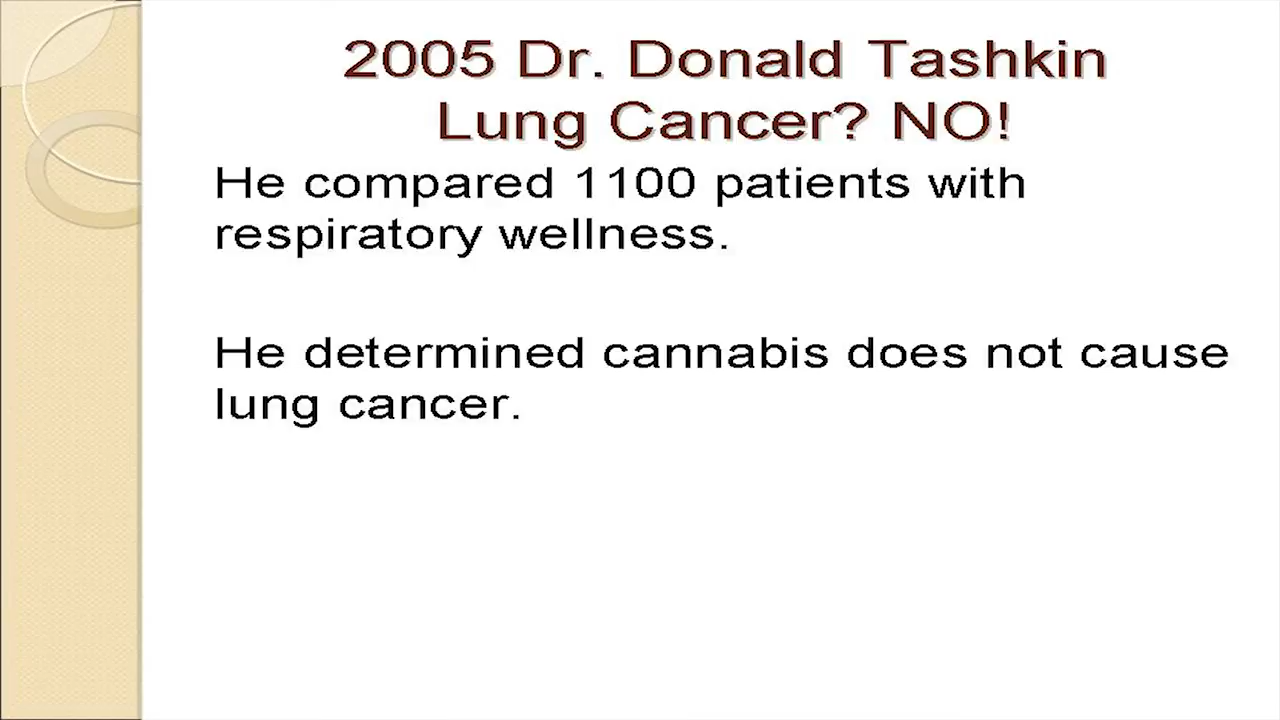 2005 Dr. Donald Tashkin
Lung Cancer? NO!
He compared 1100 patients with
respiratory wellness.
He determined cannabis does not cause
lung cancer.